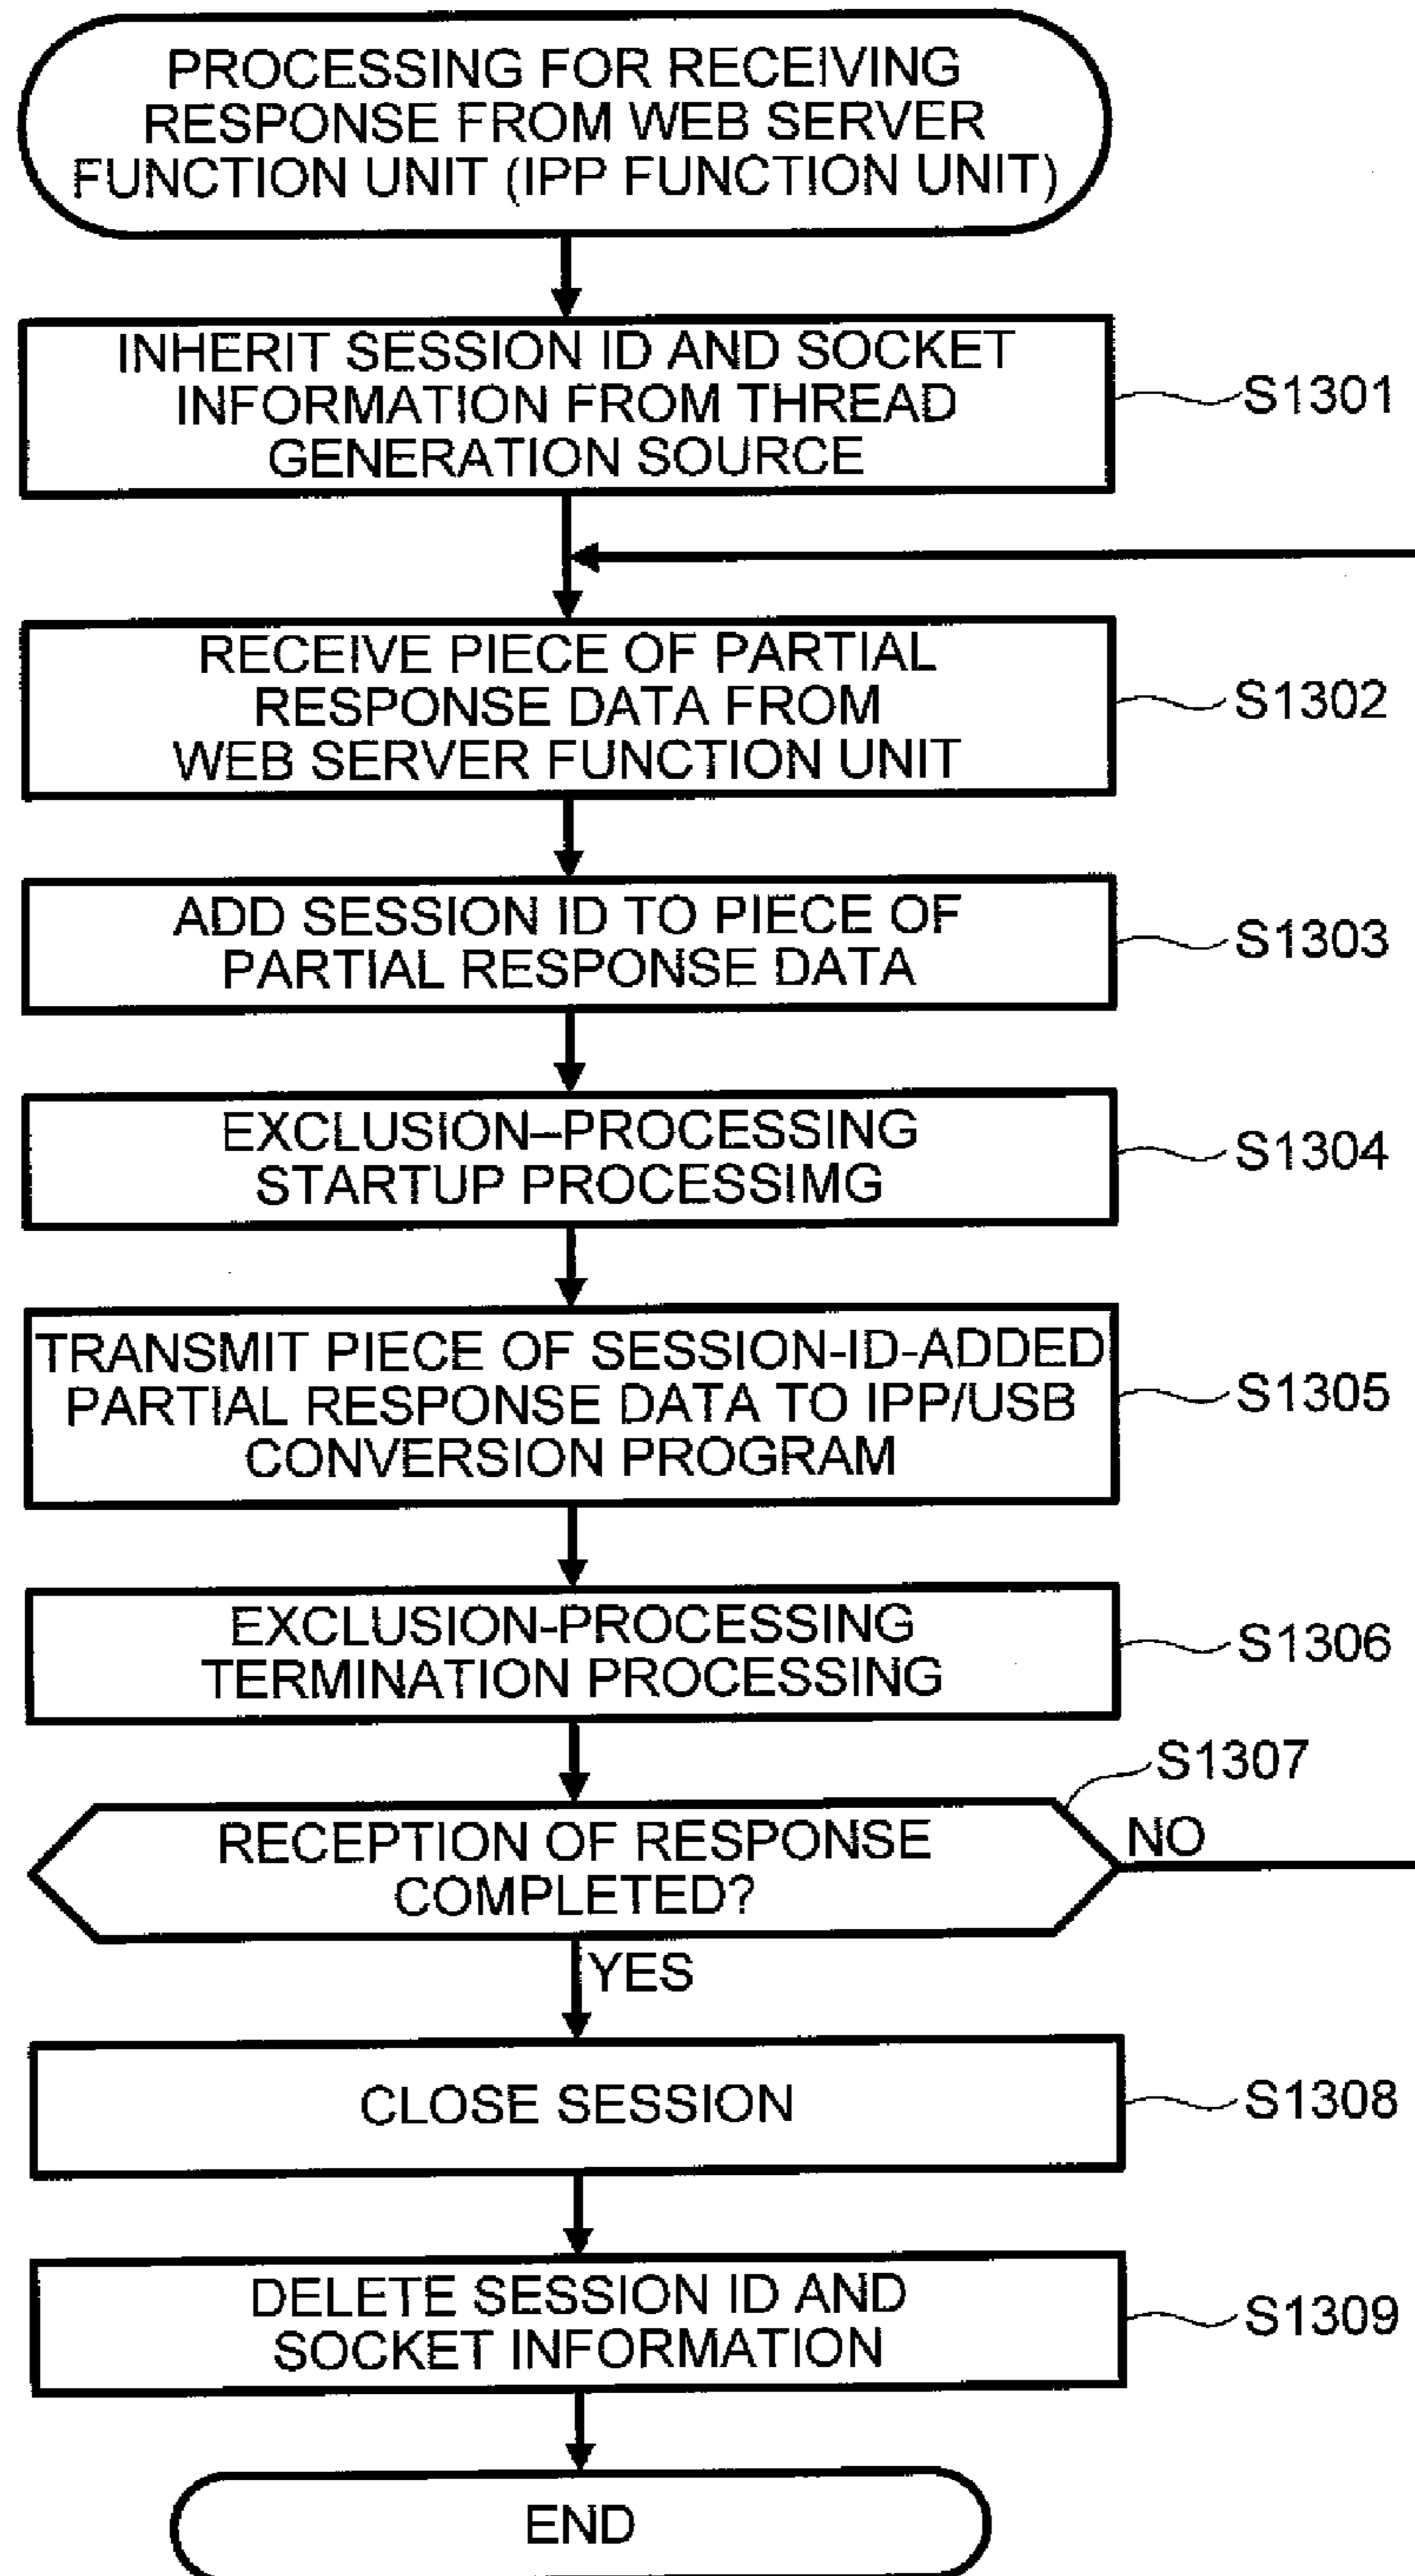 PROCESSING FOR RECEIVING
RESPONSE FROM WEB SERVER
FUNCTION UNIT (IPP FUNCTION UNIT)
INHERIT SESSION ID AND SOCKET
INFORMATION FROM THREAD
GENERATION SOURCE
S1301
RECEIVE PIECE OF PARTIAL
RESPONSE DATA FROM
WEB SERVER FUNCTION UNIT
S1302
ADD SESSION ID TO PIECE OF
PARTIAL RESPONSE DATA
S1303
EXCLUSION–PROCESSING
STARTUP PROCESSIMG
S1304
TRANSMIT PIECE OF SESSION-ID-ADDED
PARTIAL RESPONSE DATA TO IPP/USB
CONVERSION PROGRAM
S1305
EXCLUSION-PROCESSING
TERMINATION PROCESSING
S1306
S1307
RECEPTION OF RESPONSE
COMPLETED?
NO
YES
CLOSE SESSION
S1308
DELETE SESSION ID AND
SOCKET INFORMATION
S1309
END